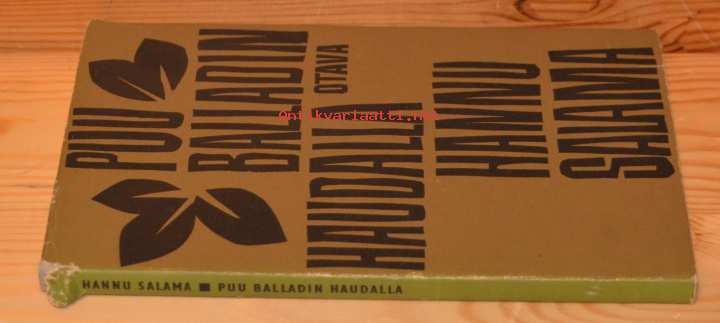 PUU
BALLADIN
HAUDALLA
OTAVA
HANNU
SALAMA
HANNU SALAMA ■ PUU BALLADIN HAUDALLA
Antikvariaatti.net